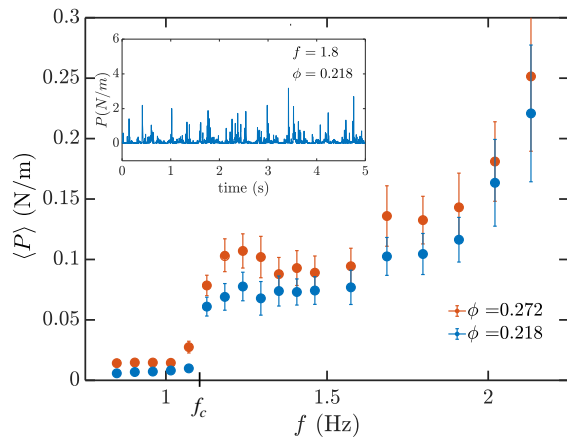 0.3
0.25
0.2
0.15
0.1
0.05
0
⟨P⟩ (N/m)
6
4
2
0
P(N/m)
f = 1.8
ϕ = 0.218
0 1 2 3 4 5
time (s)
ϕ =0.272
ϕ =0.218
1 f_c 1.5 2
f (Hz)